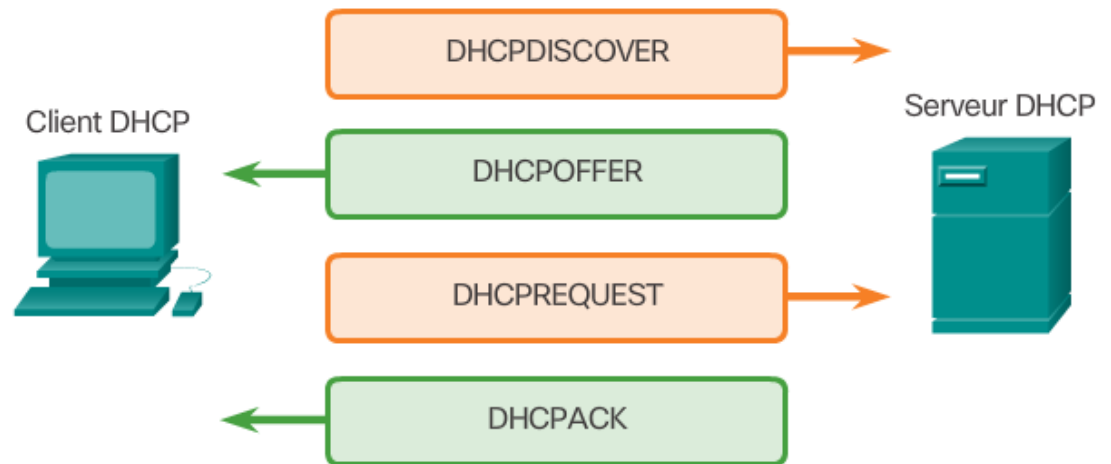 DHCPDISCOVER
Client DHCP
Serveur DHCP
DHCPOFFER
DHCPREQUEST
DHCPACK